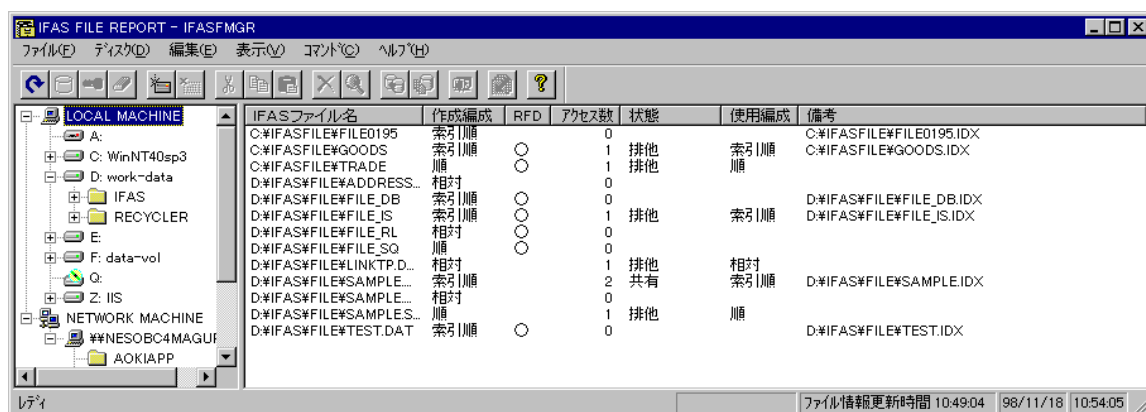 IFAS FILE REPORT - IFASFMGR
ﾌｧｲﾙ(F) ﾃﾞｨｽｸ(D) 編集(E) 表示(V) ｺﾏﾝﾄﾞ(C) ﾍﾙﾌﾟ(H)
LOCAL MACHINE
A:
C: WinNT40sp3
D: work-data
IFAS
RECYCLER
E:
F: data-vol
Q:
Z: IIS
NETWORK MACHINE
¥¥NESOBC4MAGUF
AOKIAPP
IFASファイル名 作成編成 RFD ｱｸｾｽ数 状態 使用編成 備考
C:¥IFASFILE¥FILE0195 索引順 0 C:¥IFASFILE¥FILE0195.IDX
C:¥IFASFILE¥GOODS 索引順 ○ 1 排他 索引順 C:¥IFASFILE¥GOODS.IDX
C:¥IFASFILE¥TRADE 順 ○ 1 排他 順
D:¥IFAS¥FILE¥ADDRESS... 相対 0
D:¥IFAS¥FILE¥FILE_DB 索引順 ○ 0 D:¥IFAS¥FILE¥FILE_DB.IDX
D:¥IFAS¥FILE¥FILE_IS 索引順 ○ 1 排他 索引順 D:¥IFAS¥FILE¥FILE_IS.IDX
D:¥IFAS¥FILE¥FILE_RL 相対 ○ 0
D:¥IFAS¥FILE¥FILE_SQ 順 ○ 0
D:¥IFAS¥FILE¥LINKTP.D... 相対 1 排他 相対
D:¥IFAS¥FILE¥SAMPLE... 索引順 2 共有 索引順 D:¥IFAS¥FILE¥SAMPLE.IDX
D:¥IFAS¥FILE¥SAMPLE... 相対 0
D:¥IFAS¥FILE¥SAMPLE.S... 順 1 排他 順
D:¥IFAS¥FILE¥TEST.DAT 索引順 ○ 0 D:¥IFAS¥FILE¥TEST.IDX
ﾚﾃﾞｨ ﾌｧｲﾙ情報更新時間 10:49:04 98/11/18 10:54:05